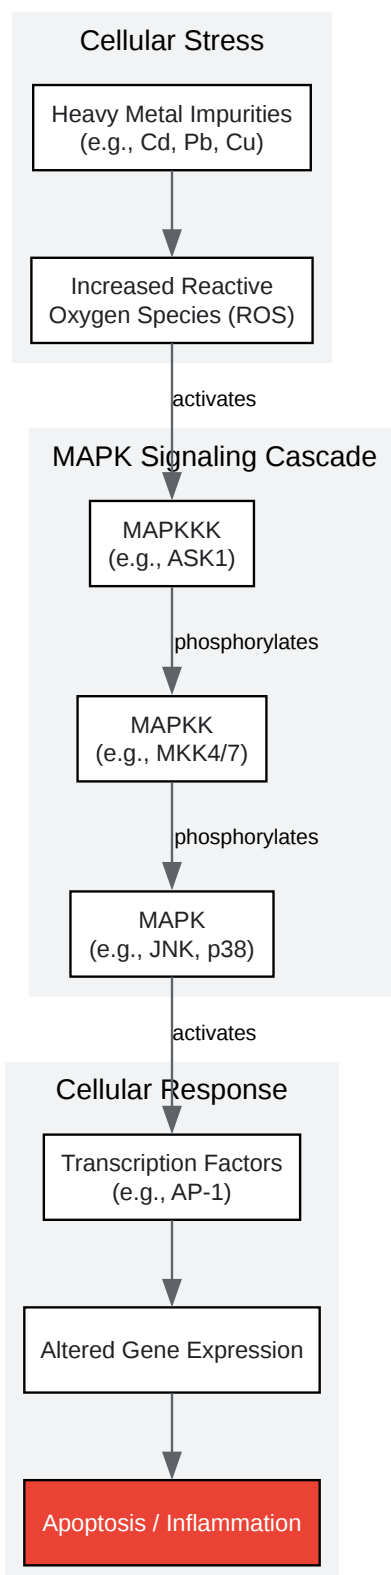 Cellular Stress
Heavy Metal Impurities
(e.g., Cd, Pb, Cu)
Increased Reactive
Oxygen Species (ROS)
activates
MAPK Signaling Cascade
MAPKKK
(e.g., ASK1)
phosphorylates
MAPKK
(e.g., MKK4/7)
phosphorylates
MAPK
(e.g., JNK, p38)
activates
Cellular Response
Transcription Factors
(e.g., AP-1)
Altered Gene Expression
Apoptosis / Inflammation